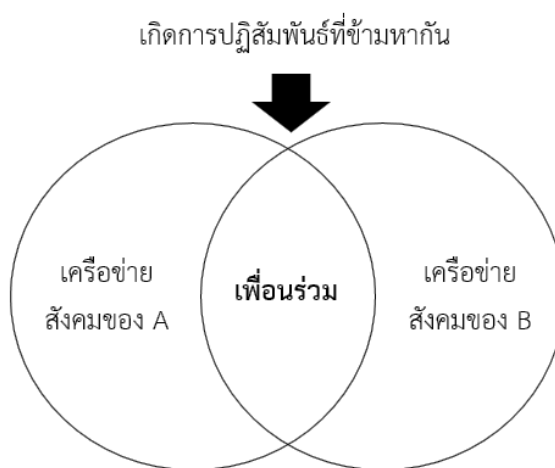 เกิดการปฏิสัมพันธ์ที่ข้ามหากัน
เครือข่าย
สังคมของ A
เพื่อนร่วม
เครือข่าย
สังคมของ B